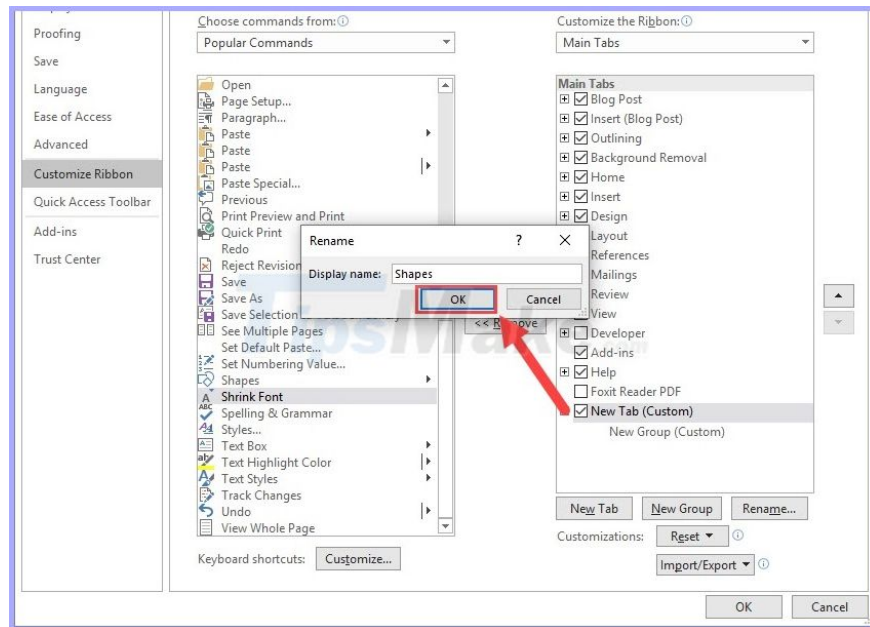 Proofing
Save
Language
Ease of Access
Advanced
Customize Ribbon
Quick Access Toolbar
Add-ins
Trust Center
Choose commands from:
Popular Commands
Open
Page Setup...
Paragraph...
Paste
Paste
Paste
Paste Special...
Previous
Print Preview and Print
Quick Print
Redo
Reject Revision
Save
Save As
Save Selection
See Multiple Pages
Set Default Paste...
Set Numbering Value...
Shapes
Shrink Font
Spelling & Grammar
Styles...
Text Box
Text Highlight Color
Text Styles
Track Changes
Undo
View Whole Page
Keyboard shortcuts: Customize...
Rename ? X
Display name: Shapes
OK Cancel
<< Remove
TipsMake.com
Customize the Ribbon:
Main Tabs
Main Tabs
Blog Post
Insert (Blog Post)
Outlining
Background Removal
Home
Insert
Design
Layout
References
Mailings
Review
View
Developer
Add-ins
Help
Foxit Reader PDF
New Tab (Custom)
New Group (Custom)
New Tab New Group Rename...
Customizations: Reset
Import/Export
OK Cancel